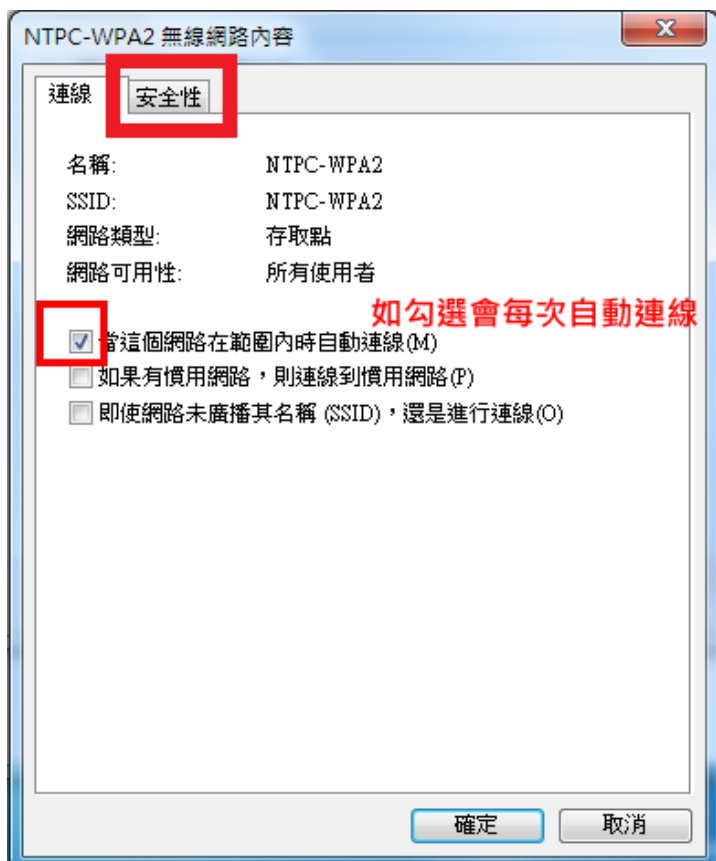 NTPC-WPA2 無線網路內容
連線 安全性
名稱: NTPC-WPA2
SSID: NTPC-WPA2
網路類型: 存取點
網路可用性: 所有使用者
如勾選會每次自動連線
當這個網路在範圍內時自動連線(M)
如果有慣用網路,則連線到慣用網路(P)
即使網路未廣播其名稱 (SSID),還是進行連線(O)
確定 取消